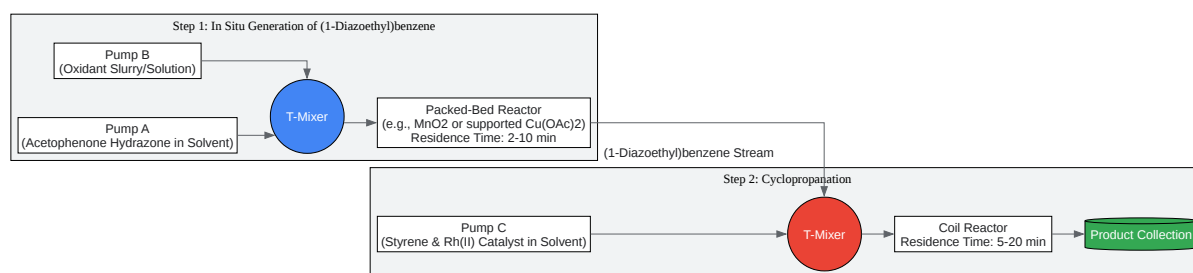 Step 1: In Situ Generation of (1-Diazoethyl)benzene
Pump B
(Oxidant Slurry/Solution)
T-Mixer
Pump A
(Acetophenone Hydrazone in Solvent)
Packed-Bed Reactor
(e.g., MnO2 or supported Cu(OAc)2)
Residence Time: 2-10 min
(1-Diazoethyl)benzene Stream
Step 2: Cyclopropanation
Pump C
(Styrene & Rh(II) Catalyst in Solvent)
T-Mixer
Coil Reactor
Residence Time: 5-20 min
Product Collection